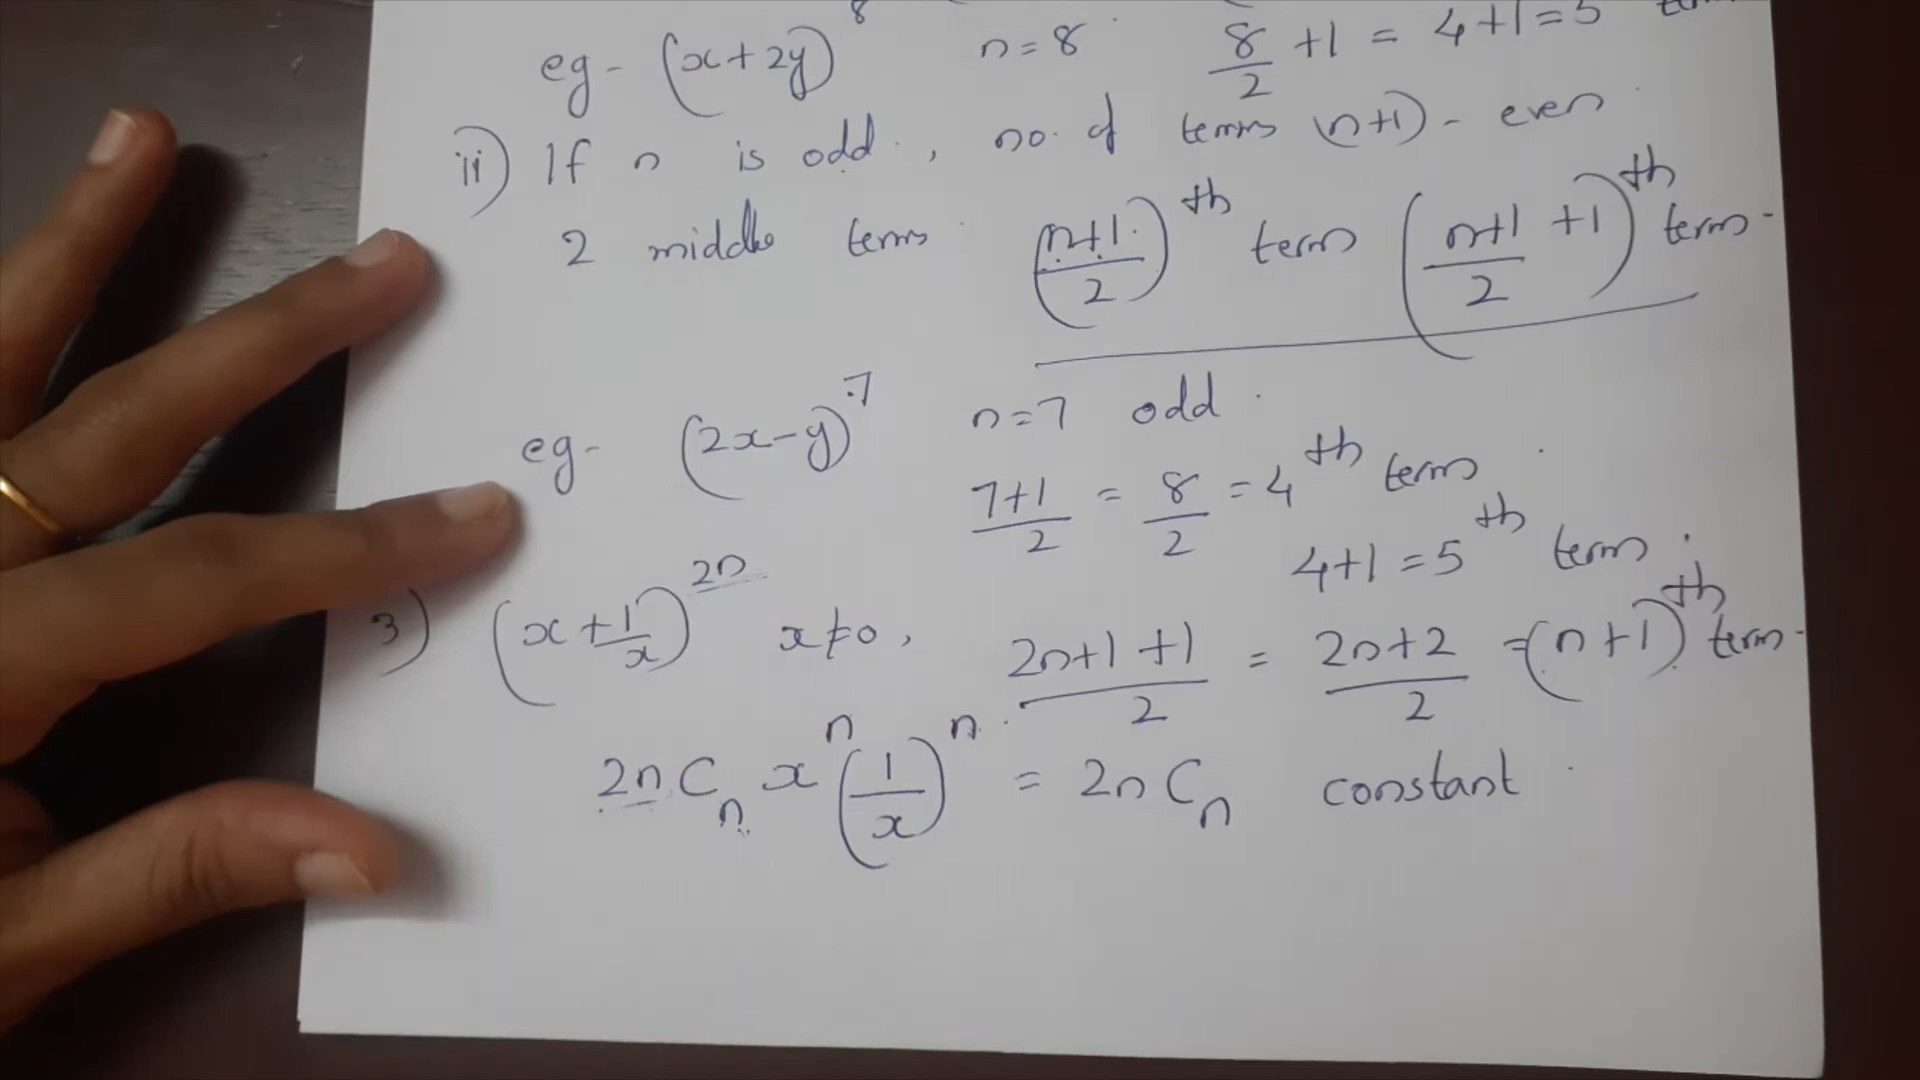 eg - (x+2y)^8 n=8 8/2 +1 = 4+1=5
ii) If n is odd, no. of terms (n+1) - even
2 middle terms ((n+1)/2)^th term ((n+1)/2 +1)^th term.
eg- (2x-y)^7 n=7 odd.
(7+1)/2 = 8/2 = 4^th term.
4+1=5^th term.
3) (x+1/x)^2n x≠0, (2n+1+1)/2 = (2n+2)/2 =(n+1)^th term.
2nC_n x^n (1/x)^n = 2nC_n constant.